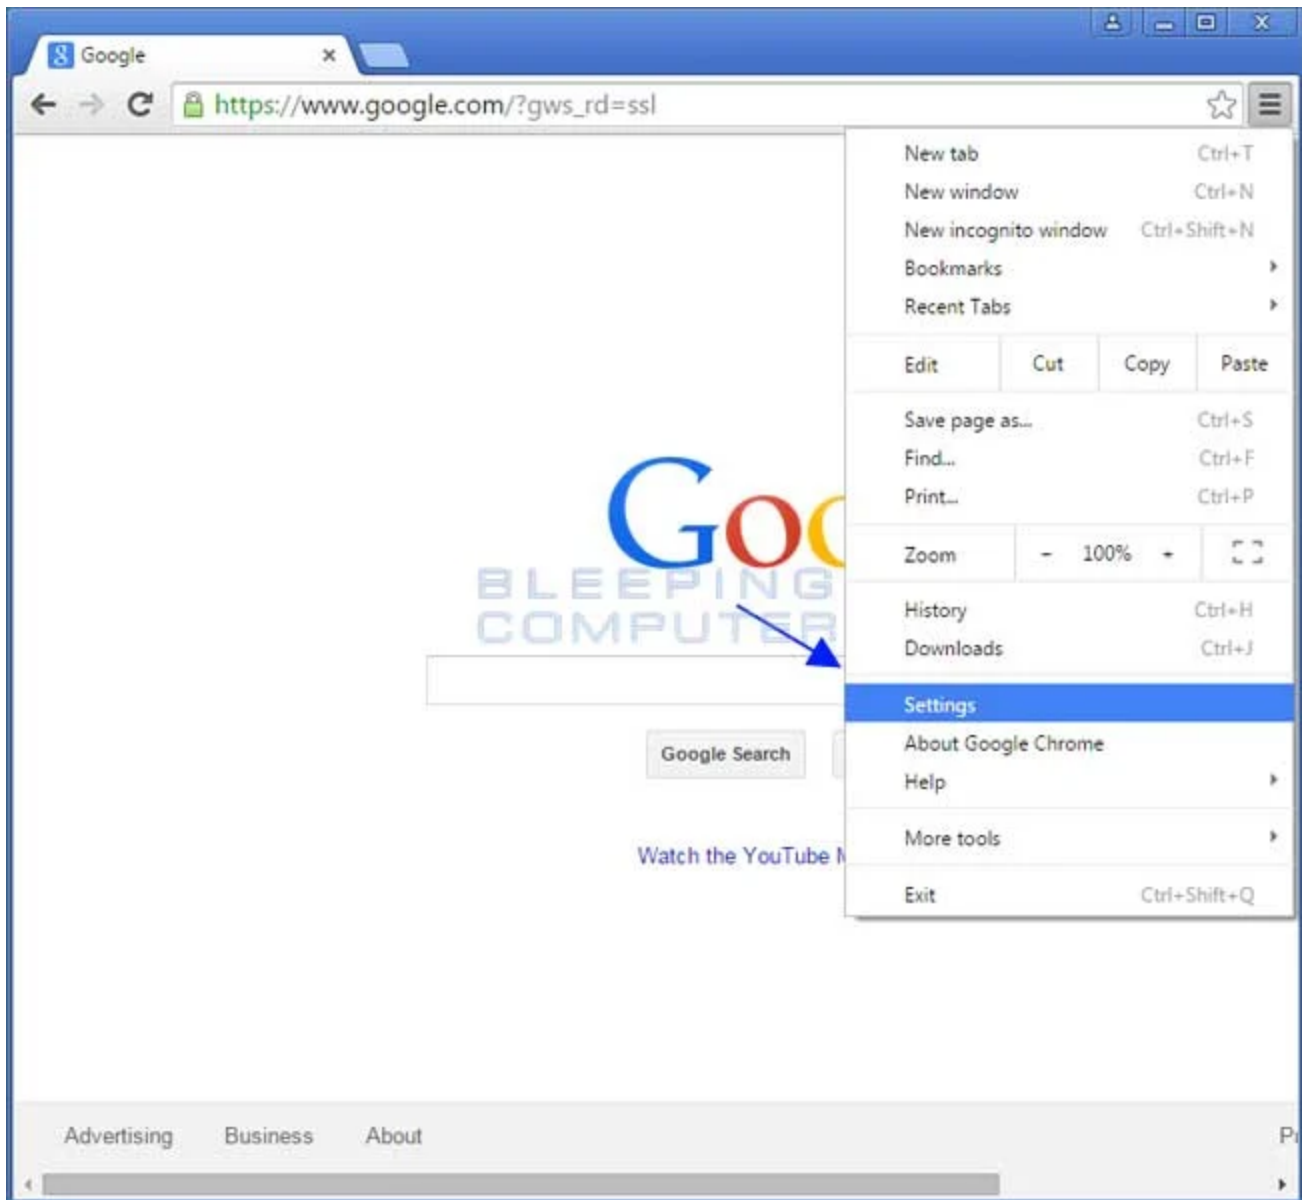 Google
https://www.google.com/?gws_rd=ssl
New tab Ctrl+T
New window Ctrl+N
New incognito window Ctrl+Shift+N
Bookmarks
Recent Tabs
Edit Cut Copy Paste
Save page as... Ctrl+S
Find... Ctrl+F
Print... Ctrl+P
Zoom - 100% +
History Ctrl+H
Downloads Ctrl+J
Settings
About Google Chrome
Help
More tools
Exit Ctrl+Shift+Q
Goo
BLEEPING
COMPUTER
Google Search
Watch the YouTube
Advertising Business About